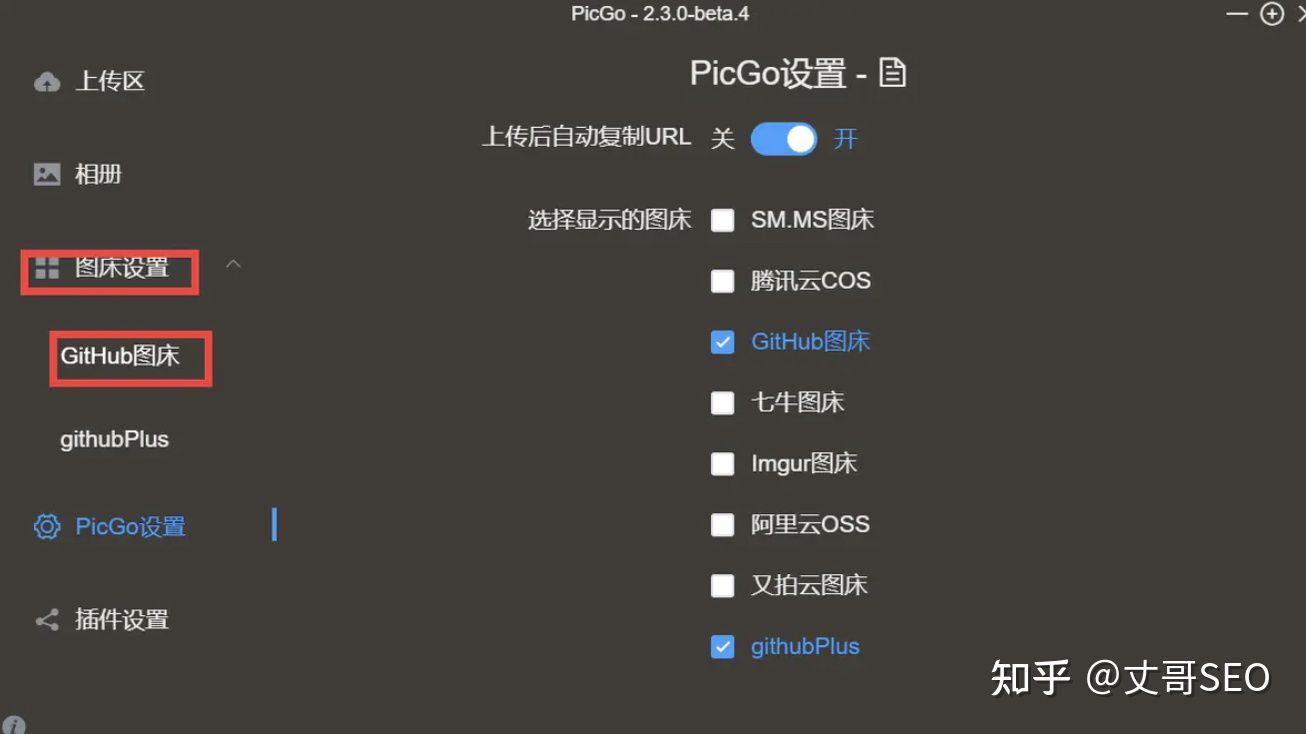 PicGo - 2.3.0-beta.4
上传区
相册
图床设置
GitHub图床
githubPlus
PicGo设置
插件设置
PicGo设置 -
上传后自动复制URL 关 开
选择显示的图床 SM.MS图床
腾讯云COS
GitHub图床
七牛图床
Imgur图床
阿里云OSS
又拍云图床
githubPlus
知乎 @丈哥SEO